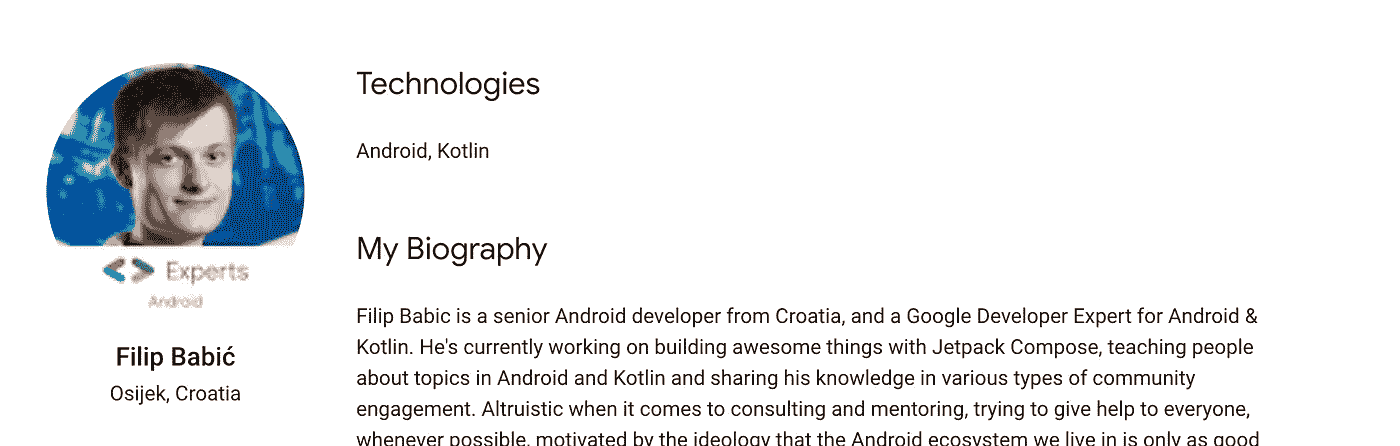 Technologies
Android, Kotlin
My Biography
Experts
Android
Filip Babić
Osijek, Croatia
Filip Babic is a senior Android developer from Croatia, and a Google Developer Expert for Android &
Kotlin. He's currently working on building awesome things with Jetpack Compose, teaching people
about topics in Android and Kotlin and sharing his knowledge in various types of community
engagement. Altruistic when it comes to consulting and mentoring, trying to give help to everyone,
whenever possible, motivated by the ideology that the Android ecosystem we live in is only as good